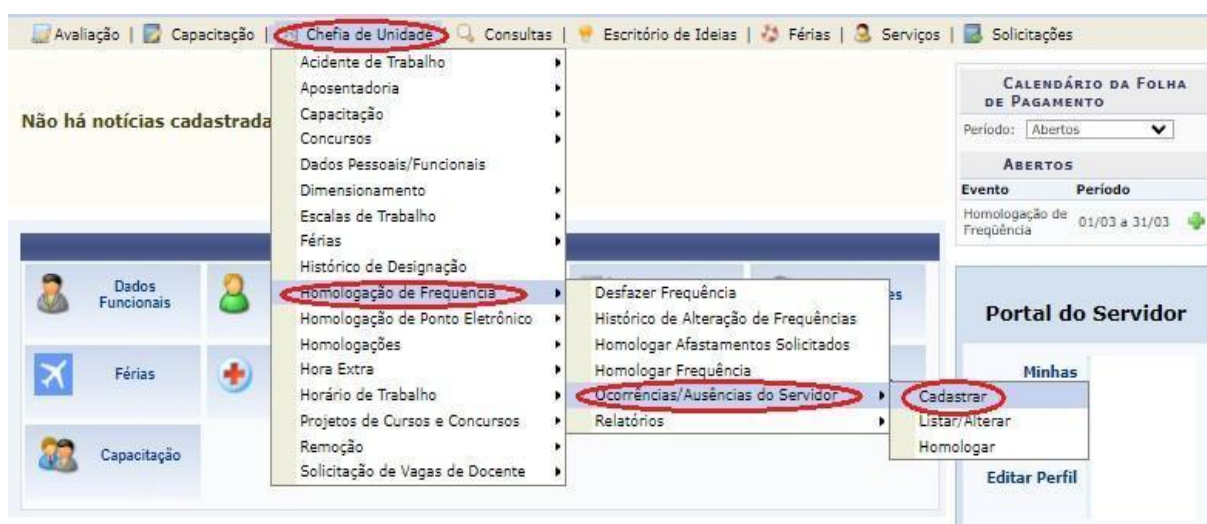 Avaliação | Capacitação | Chefia de Unidade | Consultas | Escritório de Ideias | Férias | Serviços | Solicitações
Não há notícias cadastrada
Acidente de Trabalho
Aposentadoria
Capacitação
Concursos
Dados Pessoais/Funcionais
Dimensionamento
Escalas de Trabalho
Férias
Histórico de Designação
Homologação de Frequência
Homologação de Ponto Eletrônico
Homologações
Hora Extra
Horário de Trabalho
Projetos de Cursos e Concursos
Remoção
Solicitação de Vagas de Docente
Desfazer Frequência
Histórico de Alteração de Frequências
Homologar Afastamentos Solicitados
Homologar Frequência
Ocorrências/Ausências do Servidor
Relatórios
Cadastrar
Listar/Alterar
Homologar
Dados
Funcionais
es
Férias
Capacitação
CALENDÁRIO DA FOLHA
DE PAGAMENTO
Período: Abertos
ABERTOS
Evento Período
Homologação de
Freqüência 01/03 a 31/03
Portal do Servidor
Minhas
Editar Perfil